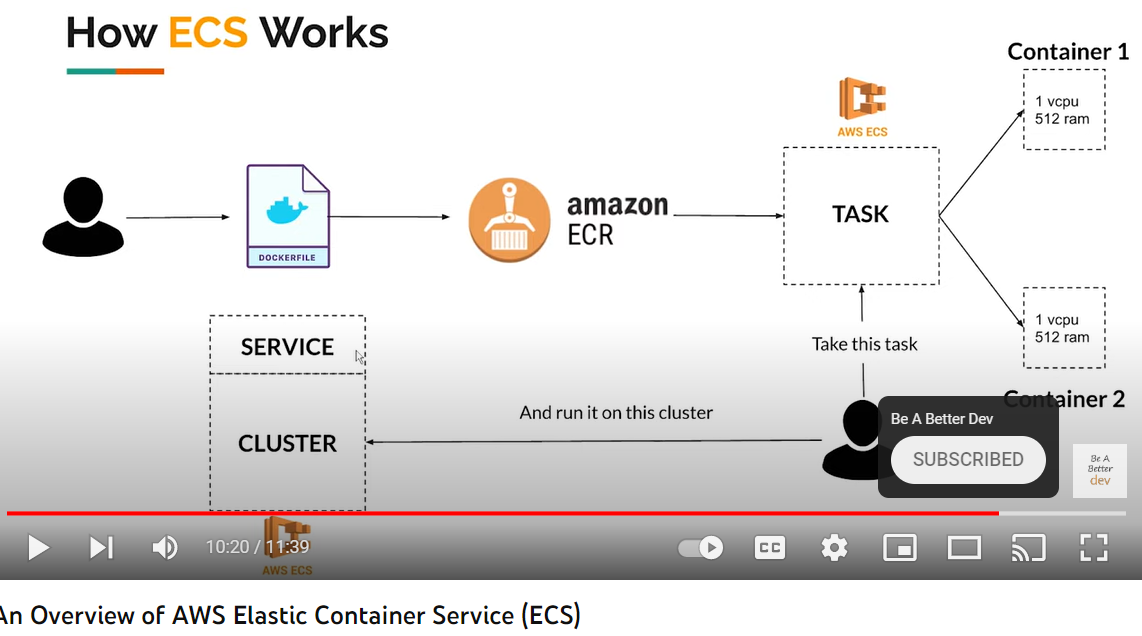 How ECS Works
Container 1
1 vcpu
512 ram
AWS ECS
DOCKERFILE
amazon
ECR
TASK
1 vcpu
512 ram
Container 2
Take this task
SERVICE
CLUSTER
And run it on this cluster
Be A Better Dev
SUBSCRIBED
Be A
Better
dev
10:20 / 11:39
CC
AWS ECS
An Overview of AWS Elastic Container Service (ECS)